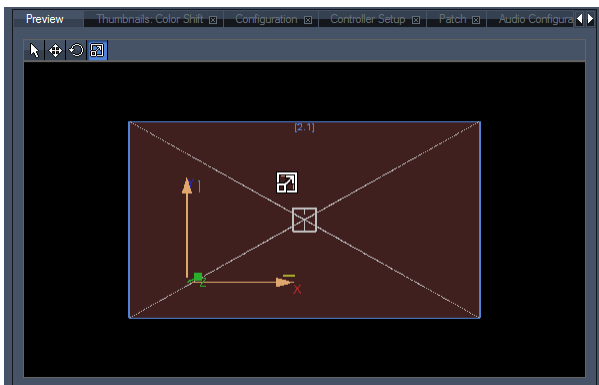 Preview Thumbnails: Color Shift Configuration Controller Setup Patch Audio Configura
[2.1]
X